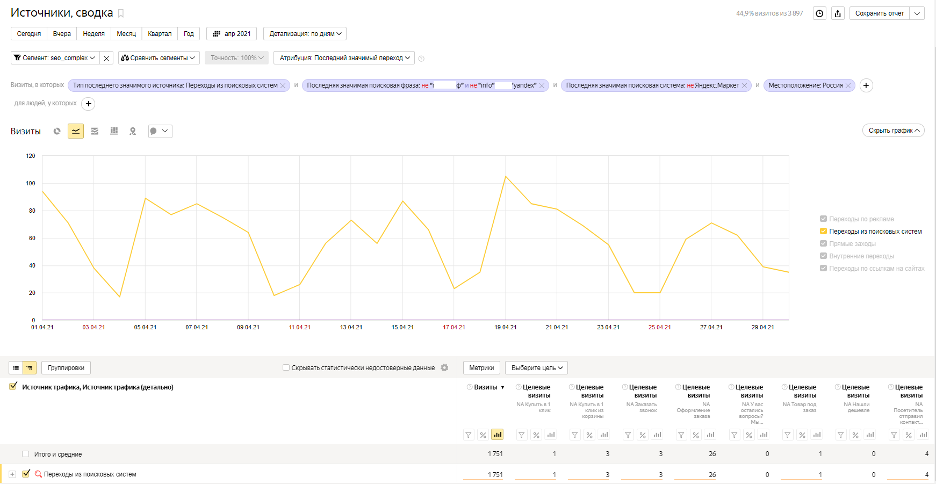 Источники, сводка
44,9% визитов из 3 897
Сохранить отчёт
Сегодня Вчера Неделя Месяц Квартал Год апр 2021 Детализация: по дням
Сегмент: seo_complex Сравнить сегменты Точность: 100% Атрибуция: Последний значимый переход
Визиты, в которых Тип последнего значимого источника: Переходы из поисковых систем и Последняя значимая поисковая фраза: не "п ф" и не "info" "yandex" и Последняя значимая поисковая система: не Яндекс.Маркет и Местоположение: Россия
для людей, у которых
Визиты
Скрыть график
120
100
80
60
40
20
0
01.04.21 03.04.21 05.04.21 07.04.21 09.04.21 11.04.21 13.04.21 15.04.21 17.04.21 19.04.21 21.04.21 23.04.21 25.04.21 27.04.21 29.04.21
Переходы по рекламе
Переходы из поисковых систем
Прямые заходы
Внутренние переходы
Переходы по ссылкам на сайтах
Группировки
Скрывать статистически недостоверные данные
Метрики Выберите цель
Источник трафика, Источник трафика (детально)
Визиты
Целевые визиты NA Купить в 1 клик
Целевые визиты NA Купить в 1 клик из корзины
Целевые визиты NA Заказать звонок
Целевые визиты NA Оформление заказа
Целевые визиты NA У вас остались вопросы? Мы...
Целевые визиты NA Товар под заказ
Целевые визиты NA Нашли дешевле
Целевые визиты NA Посетитель отправил контакт...
Итого и средние 1 751 1 3 3 26 0 1 0 4
Переходы из поисковых систем 1 751 1 3 3 26 0 1 0 4